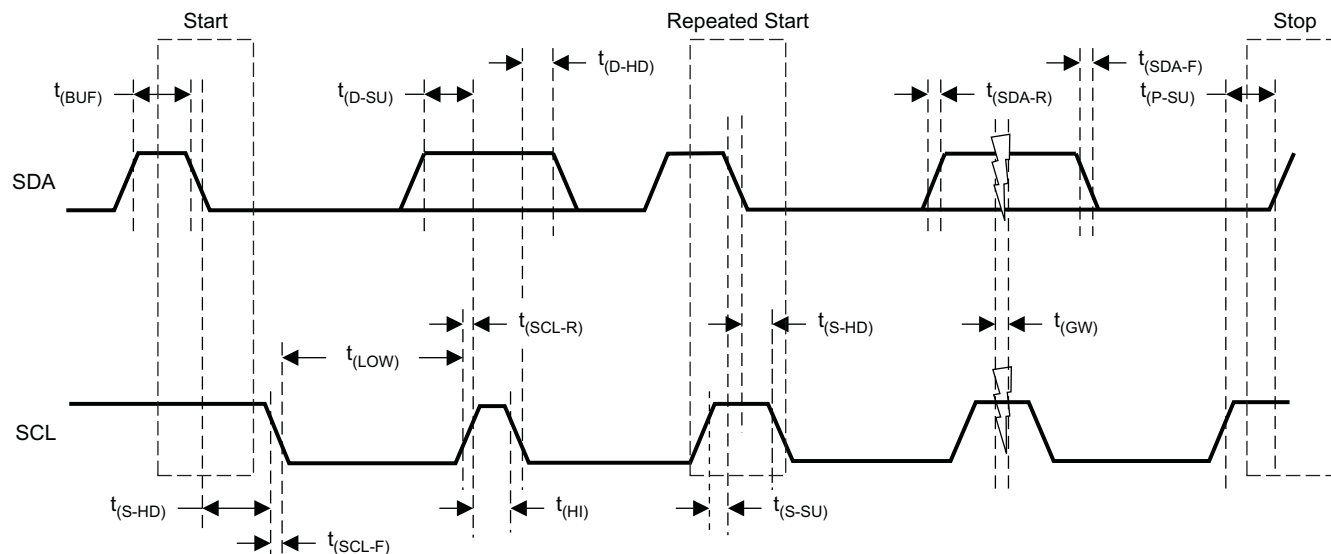 Start
Repeated Start
Stop
t(BUF)
t(D-SU)
t(D-HD)
t(SDA-R)
t(SDA-F)
t(P-SU)
SDA
t(SCL-R)
t(LOW)
t(S-HD)
t(GW)
SCL
t(S-HD)
t(HI)
t(S-SU)
t(SCL-F)